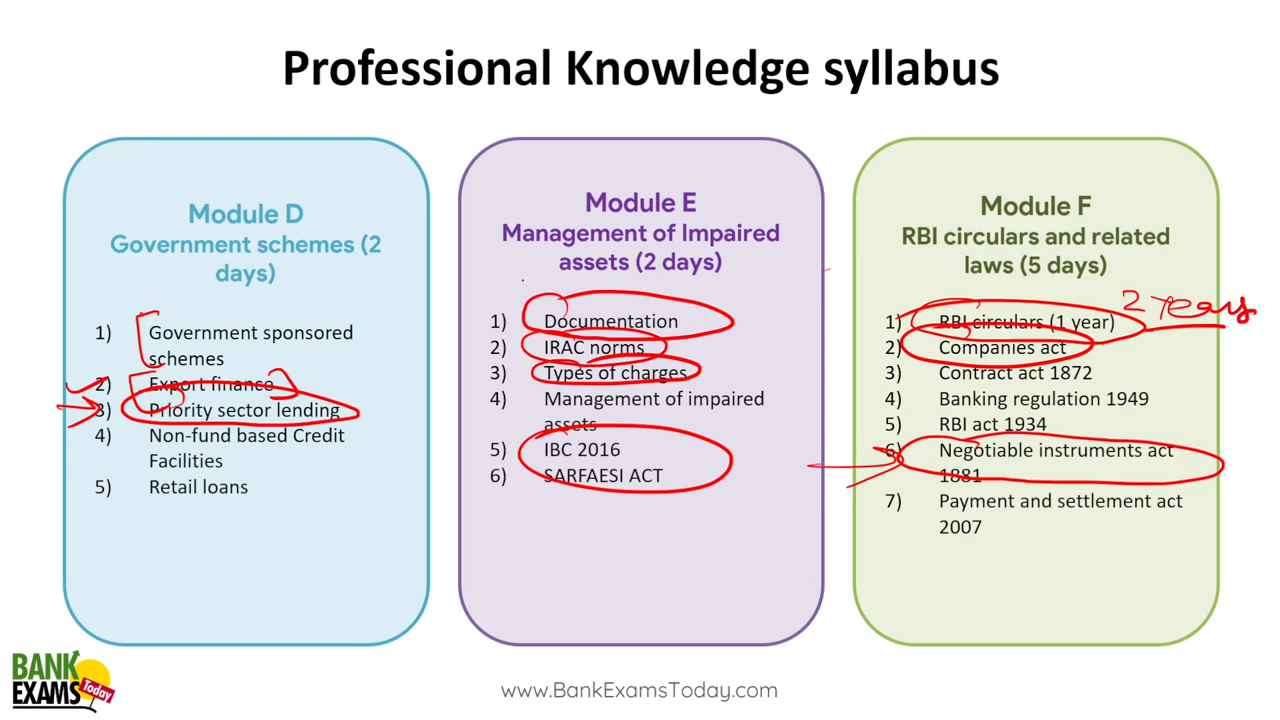 Professional Knowledge syllabus
Module D
Government schemes (2
days)
1) Government sponsored
schemes
2) Export finance
3) Priority sector lending
4) Non-fund based Credit
Facilities
5) Retail loans
Module E
Management of Impaired
assets (2 days)
1) Documentation
2) IRAC norms
3) Types of charges
4) Management of impaired
assets
5) IBC 2016
6) SARFAESI ACT
Module F
RBI circulars and related
laws (5 days)
2 years
1) RBI circulars (1 year)
2) Companies act
3) Contract act 1872
4) Banking regulation 1949
5) RBI act 1934
6) Negotiable instruments act
1881
7) Payment and settlement act
2007
BANK
EXAMS
Today
www.BankExamsToday.com